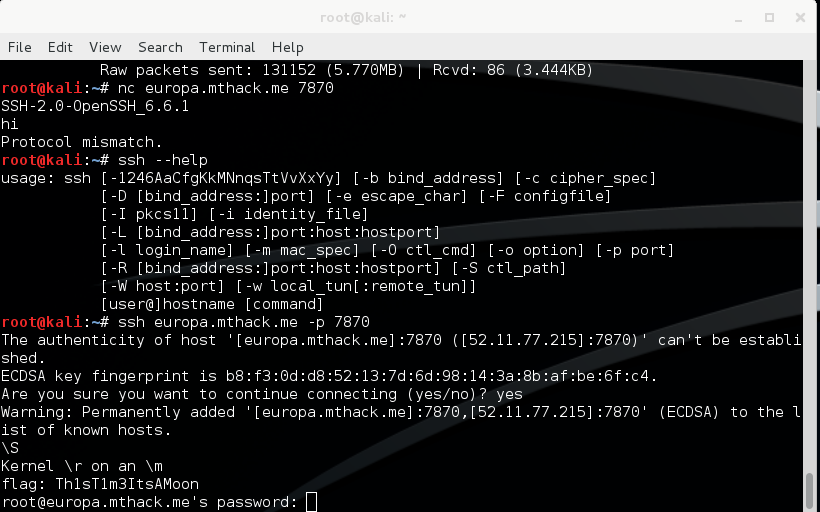 root@kali: ~
File Edit View Search Terminal Help
Raw packets sent: 131152 (5.770MB) | Rcvd: 86 (3.444KB)
root@kali:~# nc europa.mthack.me 7870
SSH-2.0-OpenSSH_6.6.1
hi
Protocol mismatch.
root@kali:~# ssh --help
usage: ssh [-1246AaCfgKkMNnqsTtVvXxYy] [-b bind_address] [-c cipher_spec]
[-D [bind_address:]port] [-e escape_char] [-F configfile]
[-I pkcs11] [-i identity_file]
[-L [bind_address:]port:host:hostport]
[-l login_name] [-m mac_spec] [-O ctl_cmd] [-o option] [-p port]
[-R [bind_address:]port:host:hostport] [-S ctl_path]
[-W host:port] [-w local_tun[:remote_tun]]
[user@]hostname [command]
root@kali:~# ssh europa.mthack.me -p 7870
The authenticity of host '[europa.mthack.me]:7870 ([52.11.77.215]:7870)' can't be establi
shed.
ECDSA key fingerprint is b8:f3:0d:d8:52:13:7d:6d:98:14:3a:8b:af:be:6f:c4.
Are you sure you want to continue connecting (yes/no)? yes
Warning: Permanently added '[europa.mthack.me]:7870,[52.11.77.215]:7870' (ECDSA) to the l
ist of known hosts.
\S
Kernel \r on an \m
flag: Th1sT1m3ItsAMoon
root@europa.mthack.me's password: